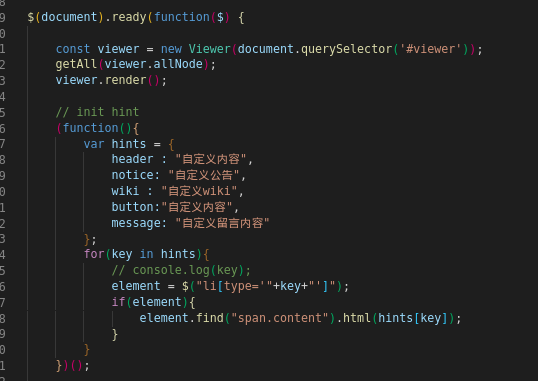 8
9 $(document).ready(function($) {
0
1 const viewer = new Viewer(document.querySelector('#viewer'));
2 getAll(viewer.allNode);
3 viewer.render();
4
5 // init hint
6 (function(){
7 var hints = {
8 header : "自定义内容",
9 notice: "自定义公告",
0 wiki : "自定义wiki",
1 button:"自定义内容",
2 message: "自定义留言内容"
3 };
4 for(key in hints){
5 // console.log(key);
6 element = $("li[type='"+key+"']");
7 if(element){
8 element.find("span.content").html(hints[key]);
9 }
0 }
1 })();
2